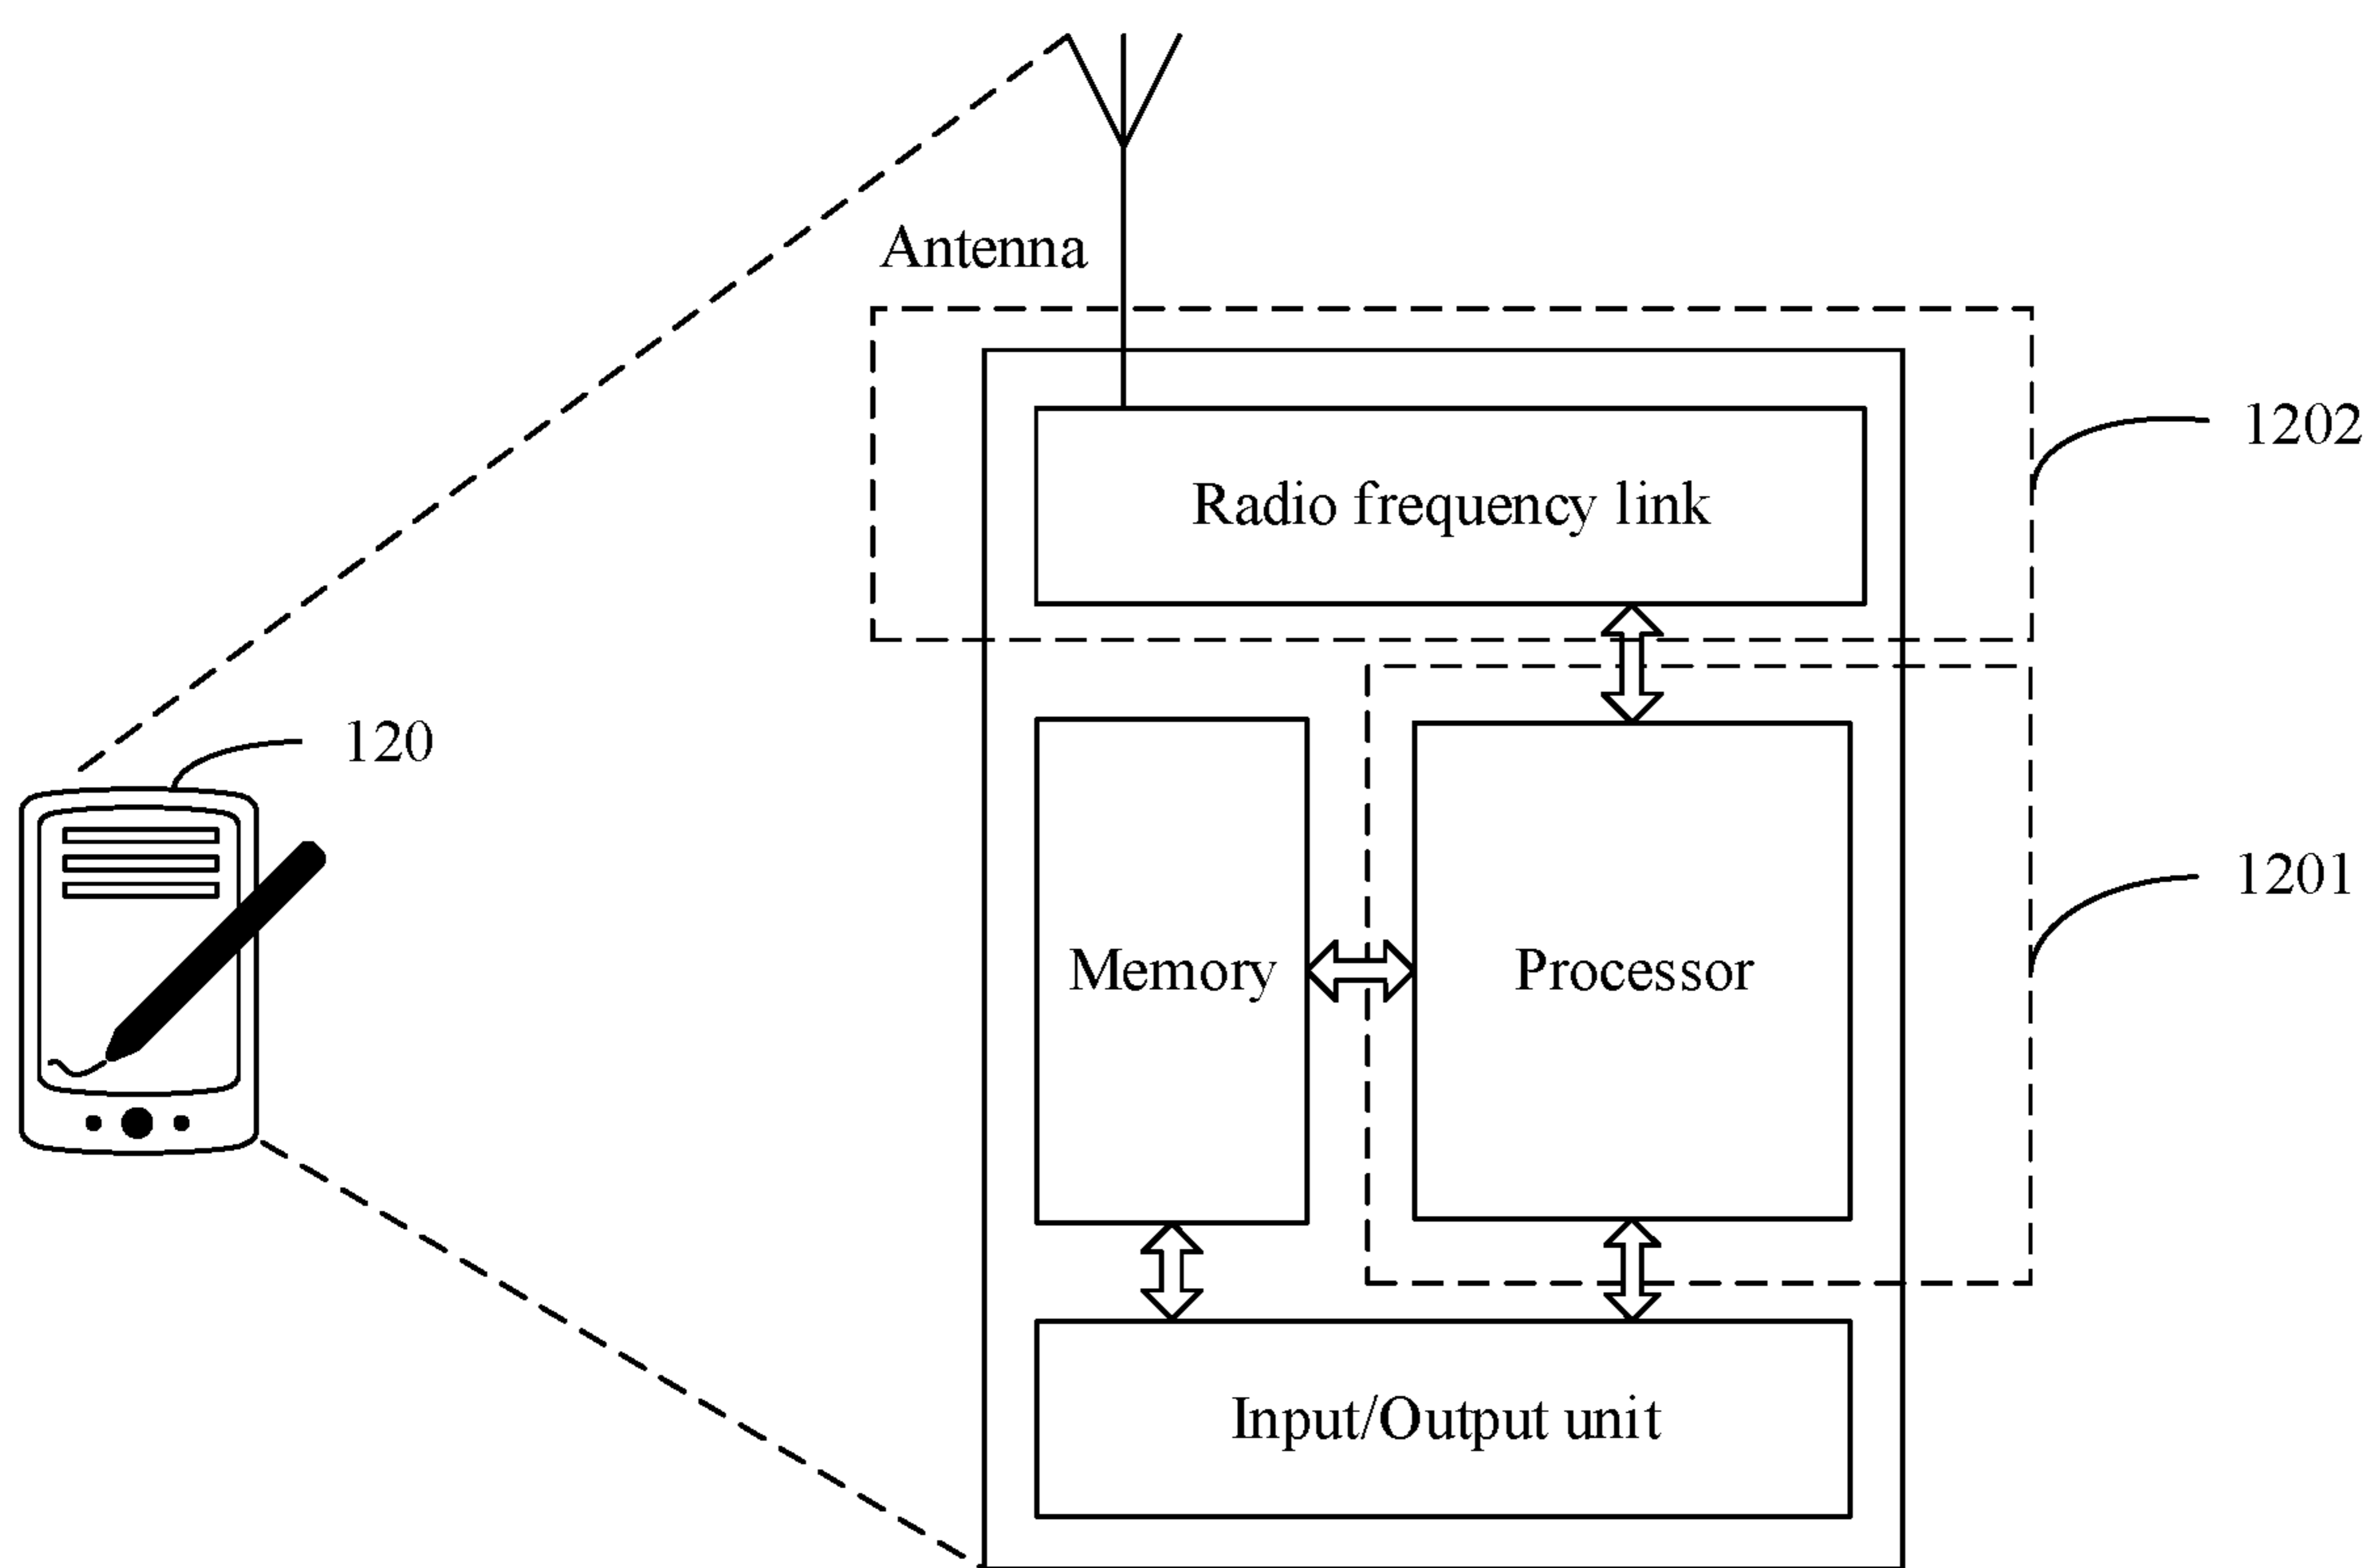 Antenna
1202
Radio frequency link
120
1201
Memory
Processor
Input/Output unit